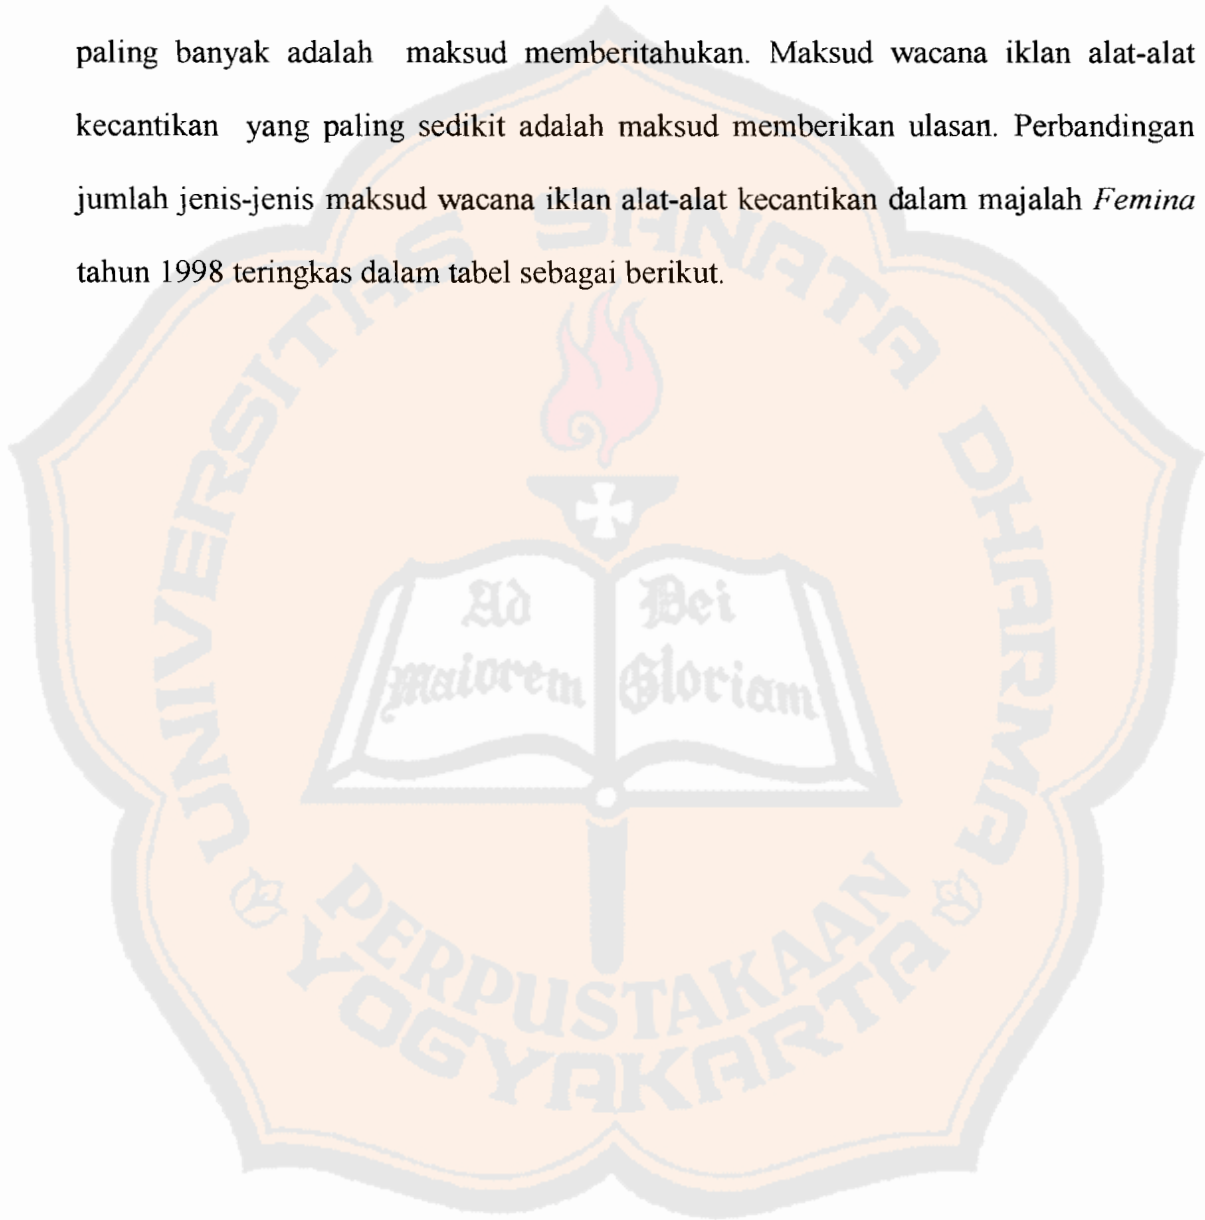 paling banyak adalah maksud memberitahukan. Maksud wacana iklan alat-alat
kecantikan yang paling sedikit adalah maksud memberikan ulasan. Perbandingan
jumlah jenis-jenis maksud wacana iklan alat-alat kecantikan dalam majalah Femina
tahun 1998 teringkas dalam tabel sebagai berikut.
UNIVERSITAS SANATA DHARMA
Ad Dei
Maiorem Gloriam
PERPUSTAKAAN
YOGYAKARTA